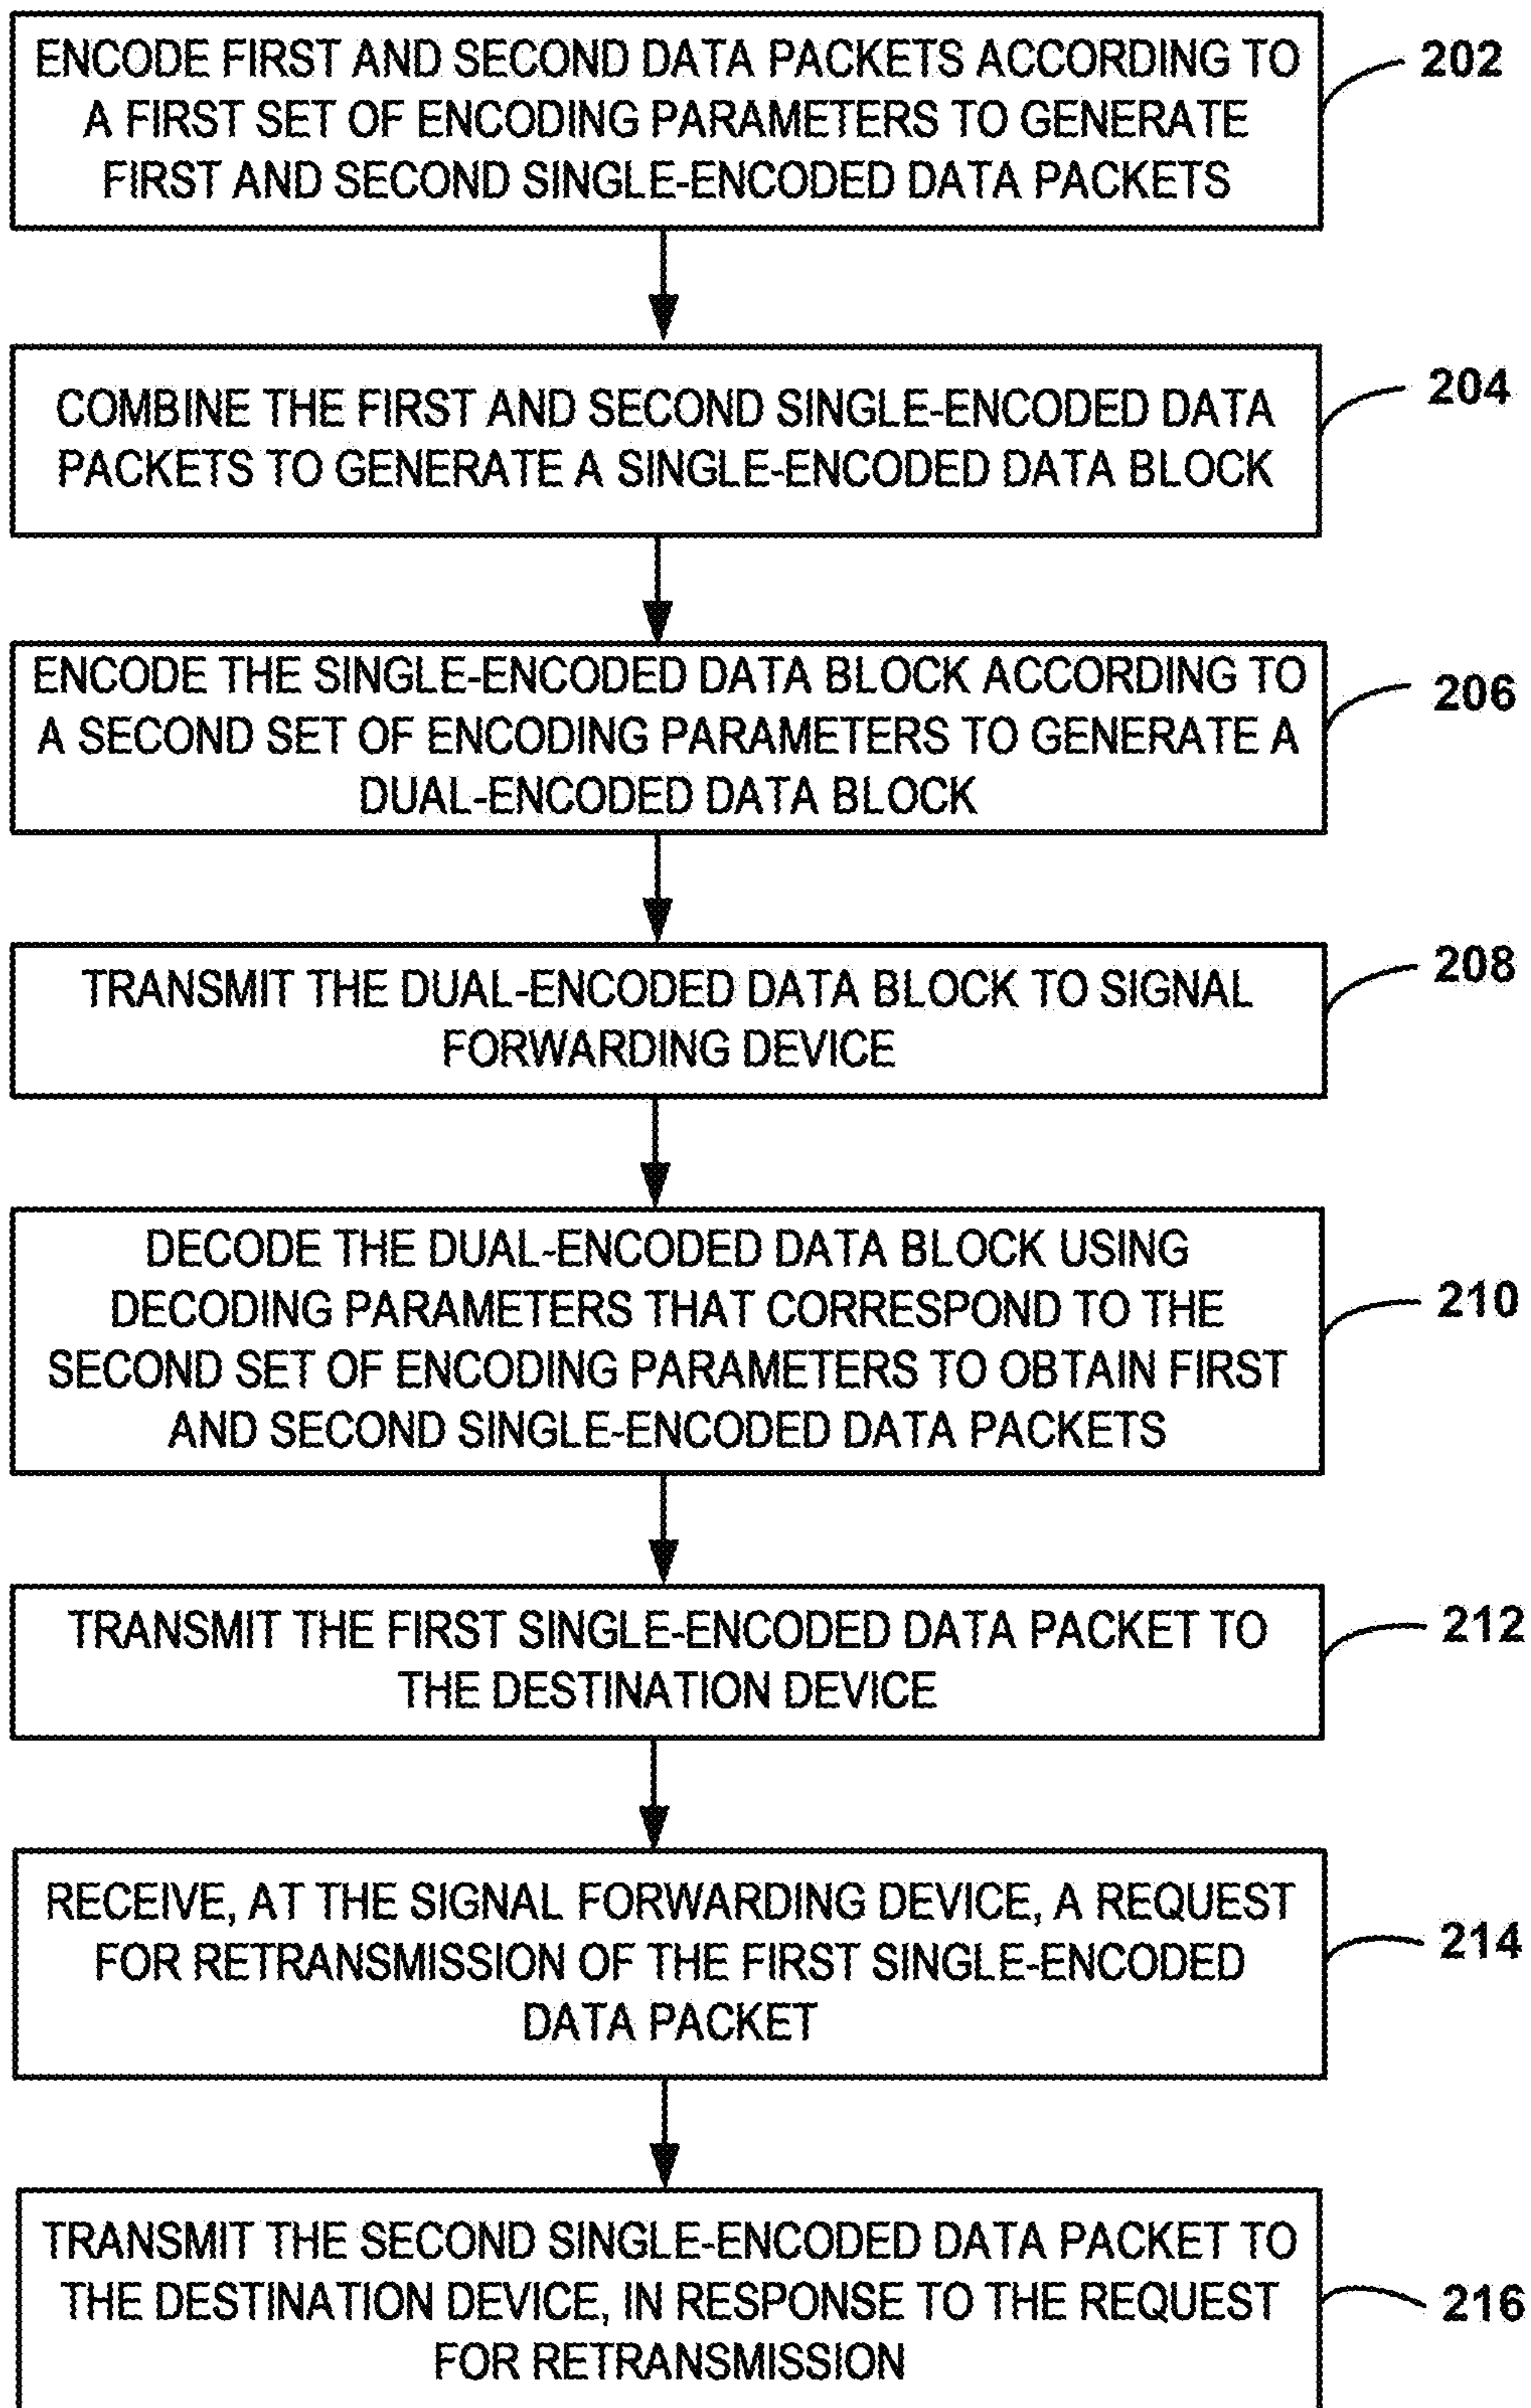 ENCODE FIRST AND SECOND DATA PACKETS ACCORDING TO
A FIRST SET OF ENCODING PARAMETERS TO GENERATE
FIRST AND SECOND SINGLE-ENCODED DATA PACKETS
202
COMBINE THE FIRST AND SECOND SINGLE-ENCODED DATA
PACKETS TO GENERATE A SINGLE-ENCODED DATA BLOCK
204
ENCODE THE SINGLE-ENCODED DATA BLOCK ACCORDING TO
A SECOND SET OF ENCODING PARAMETERS TO GENERATE A
DUAL-ENCODED DATA BLOCK
206
TRANSMIT THE DUAL-ENCODED DATA BLOCK TO SIGNAL
FORWARDING DEVICE
208
DECODE THE DUAL-ENCODED DATA BLOCK USING
DECODING PARAMETERS THAT CORRESPOND TO THE
SECOND SET OF ENCODING PARAMETERS TO OBTAIN FIRST
AND SECOND SINGLE-ENCODED DATA PACKETS
210
TRANSMIT THE FIRST SINGLE-ENCODED DATA PACKET TO
THE DESTINATION DEVICE
212
RECEIVE, AT THE SIGNAL FORWARDING DEVICE, A REQUEST
FOR RETRANSMISSION OF THE FIRST SINGLE-ENCODED
DATA PACKET
214
TRANSMIT THE SECOND SINGLE-ENCODED DATA PACKET TO
THE DESTINATION DEVICE, IN RESPONSE TO THE REQUEST
FOR RETRANSMISSION
216